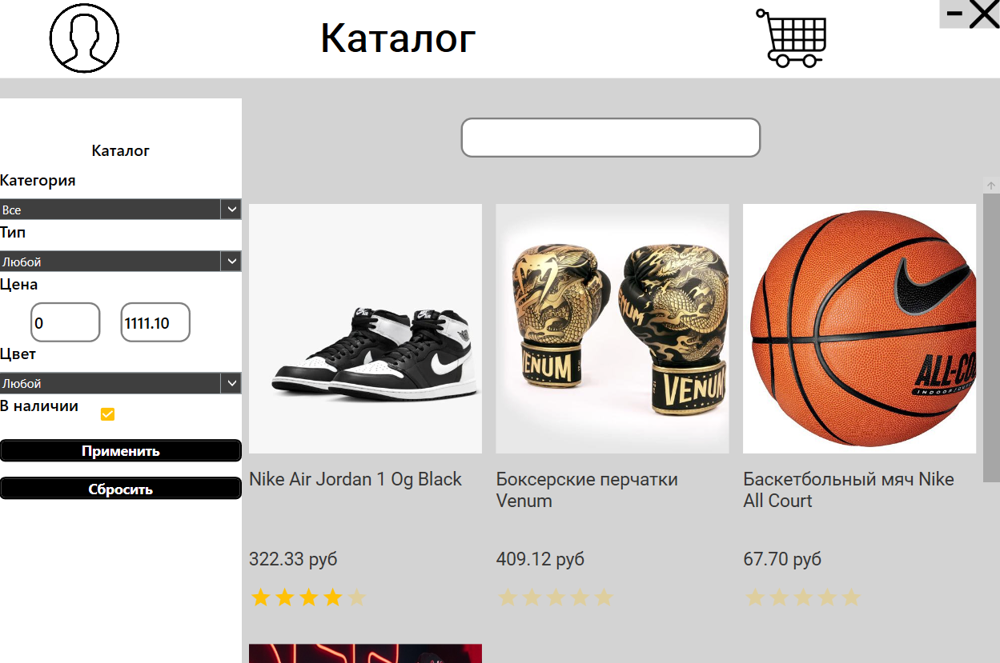 Каталог
Каталог
Категория
Все
Тип
Любой
Цена
0
1111.10
Цвет
Любой
В наличии
Применить
Сбросить
VENUM
VENUM
ALL-CO
INDOOR/OUT
Nike Air Jordan 1 Og Black
322.33 руб
Боксерские перчатки
Venum
409.12 руб
Баскетбольный мяч Nike
All Court
67.70 руб